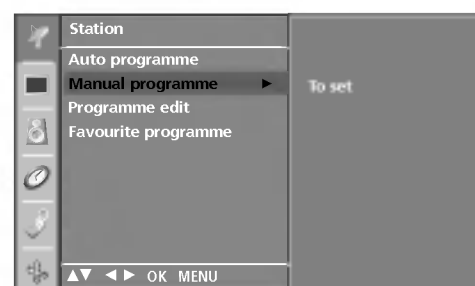 Station
Auto programme
Manual programme ►
To set
Programme edit
Favourite programme
▲▼ ◄► OK MENU